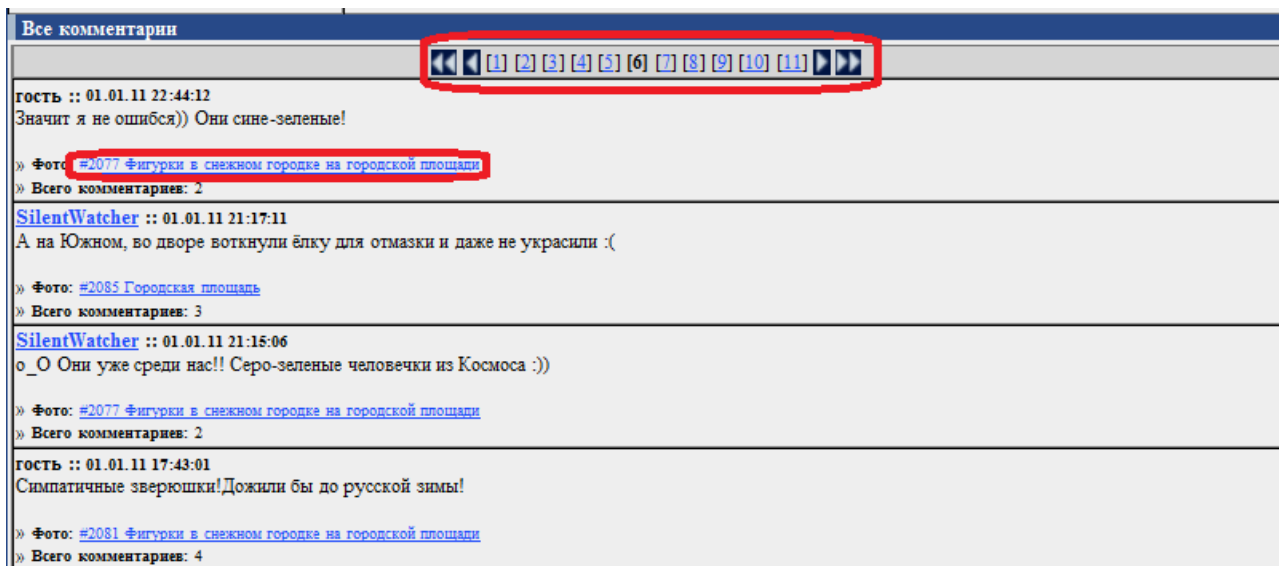 Все комментарии
[1] [2] [3] [4] [5] [6] [7] [8] [9] [10] [11]
гость :: 01.01.11 22:44:12
Значит я не ошибся)) Они сине-зеленые!
» Фото: #2077 Фигурки в снежном городке на городской площади
» Всего комментариев: 2
SilentWatcher :: 01.01.11 21:17:11
А на Южном, во дворе воткнули ёлку для отмазки и даже не украсили :(
» Фото: #2085 Городская площадь
» Всего комментариев: 3
SilentWatcher :: 01.01.11 21:15:06
o_O Они уже среди нас!! Серо-зеленые человечки из Космоса :))
» Фото: #2077 Фигурки в снежном городке на городской площади
» Всего комментариев: 2
гость :: 01.01.11 17:43:01
Симпатичные зверюшки!Дожили бы до русской зимы!
» Фото: #2081 Фигурки в снежном городке на городской площади
» Всего комментариев: 4